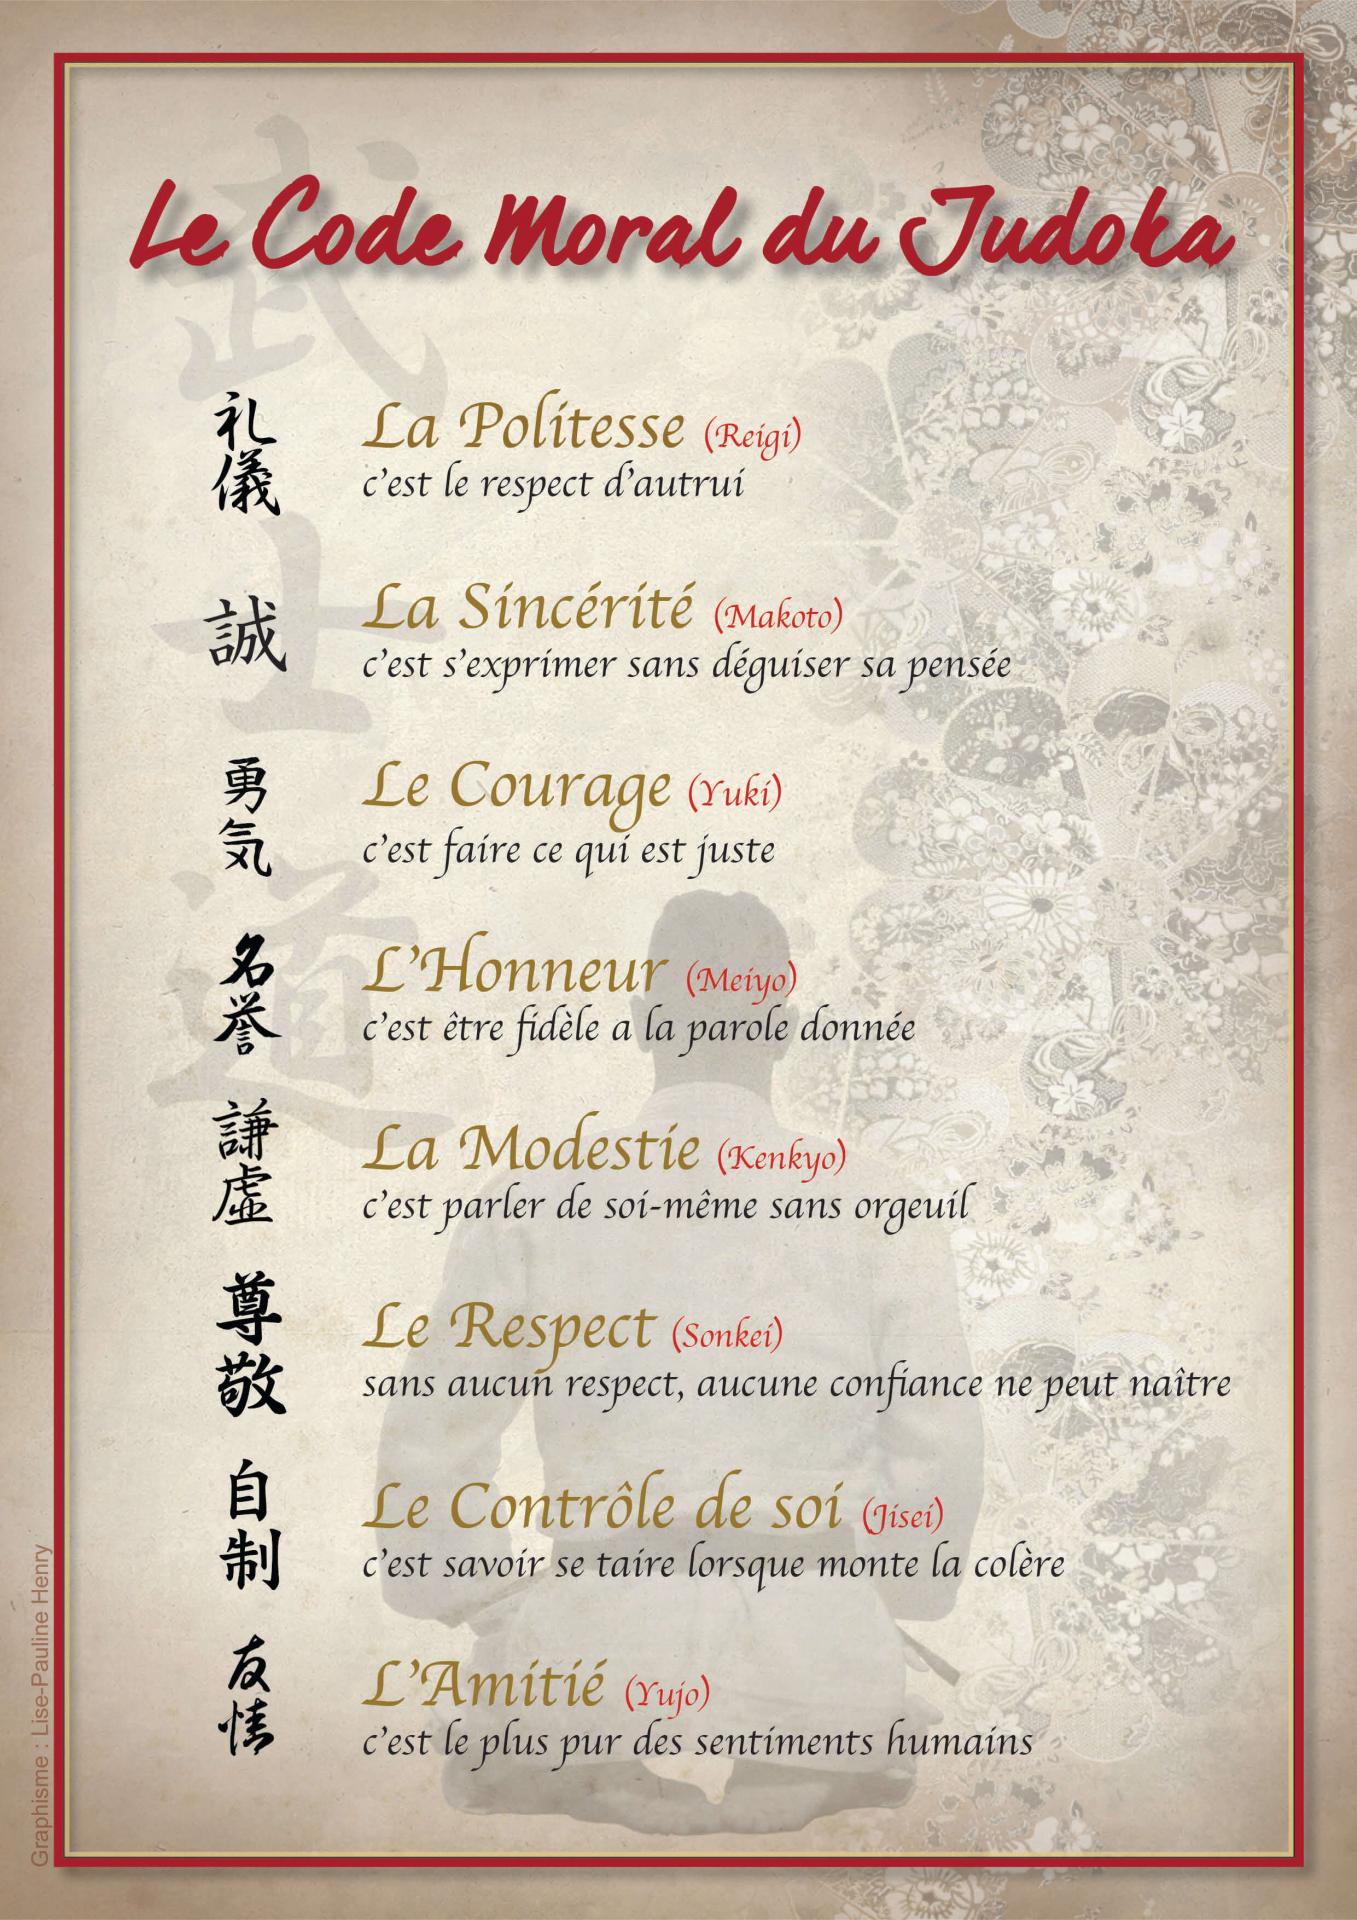 Le Code Moral du Judoka
武士道
礼儀
La Politesse (Reigi)
c'est le respect d'autrui
誠
La Sincérité (Makoto)
c'est s'exprimer sans déguiser sa pensée
勇気
Le Courage (Yuki)
c'est faire ce qui est juste
名誉
L'Honneur (Meiyo)
c'est être fidèle a la parole donnée
謙虚
La Modestie (Kenkyo)
c'est parler de soi-même sans orgeuil
尊敬
Le Respect (Sonkei)
sans aucun respect, aucune confiance ne peut naître
自制
Le Contrôle de soi (Jisei)
c'est savoir se taire lorsque monte la colère
友情
L'Amitié (Yujo)
c'est le plus pur des sentiments humains
Graphisme : Lise-Pauline Henry